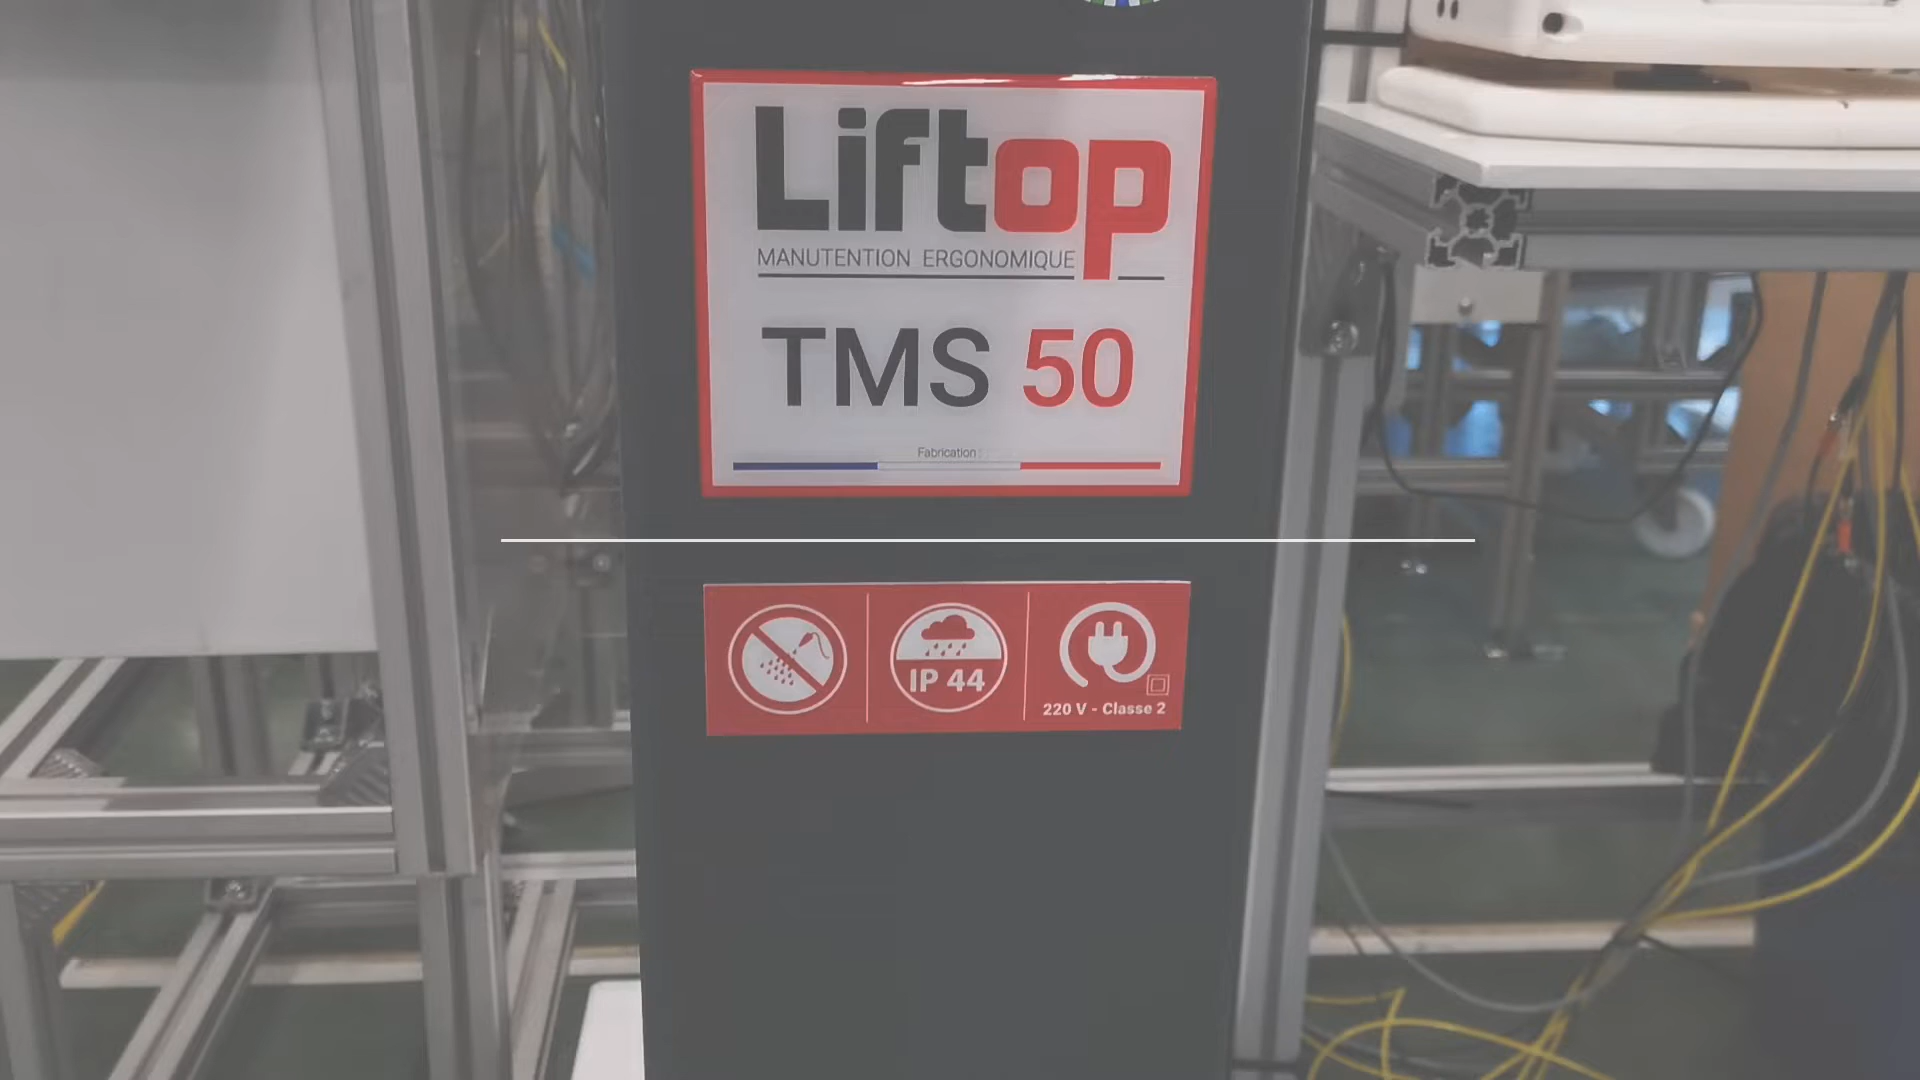 Liftop
MANUTENTION ERGONOMIQUE
TMS 50
Fabrication
IP 44
220 V - Classe 2